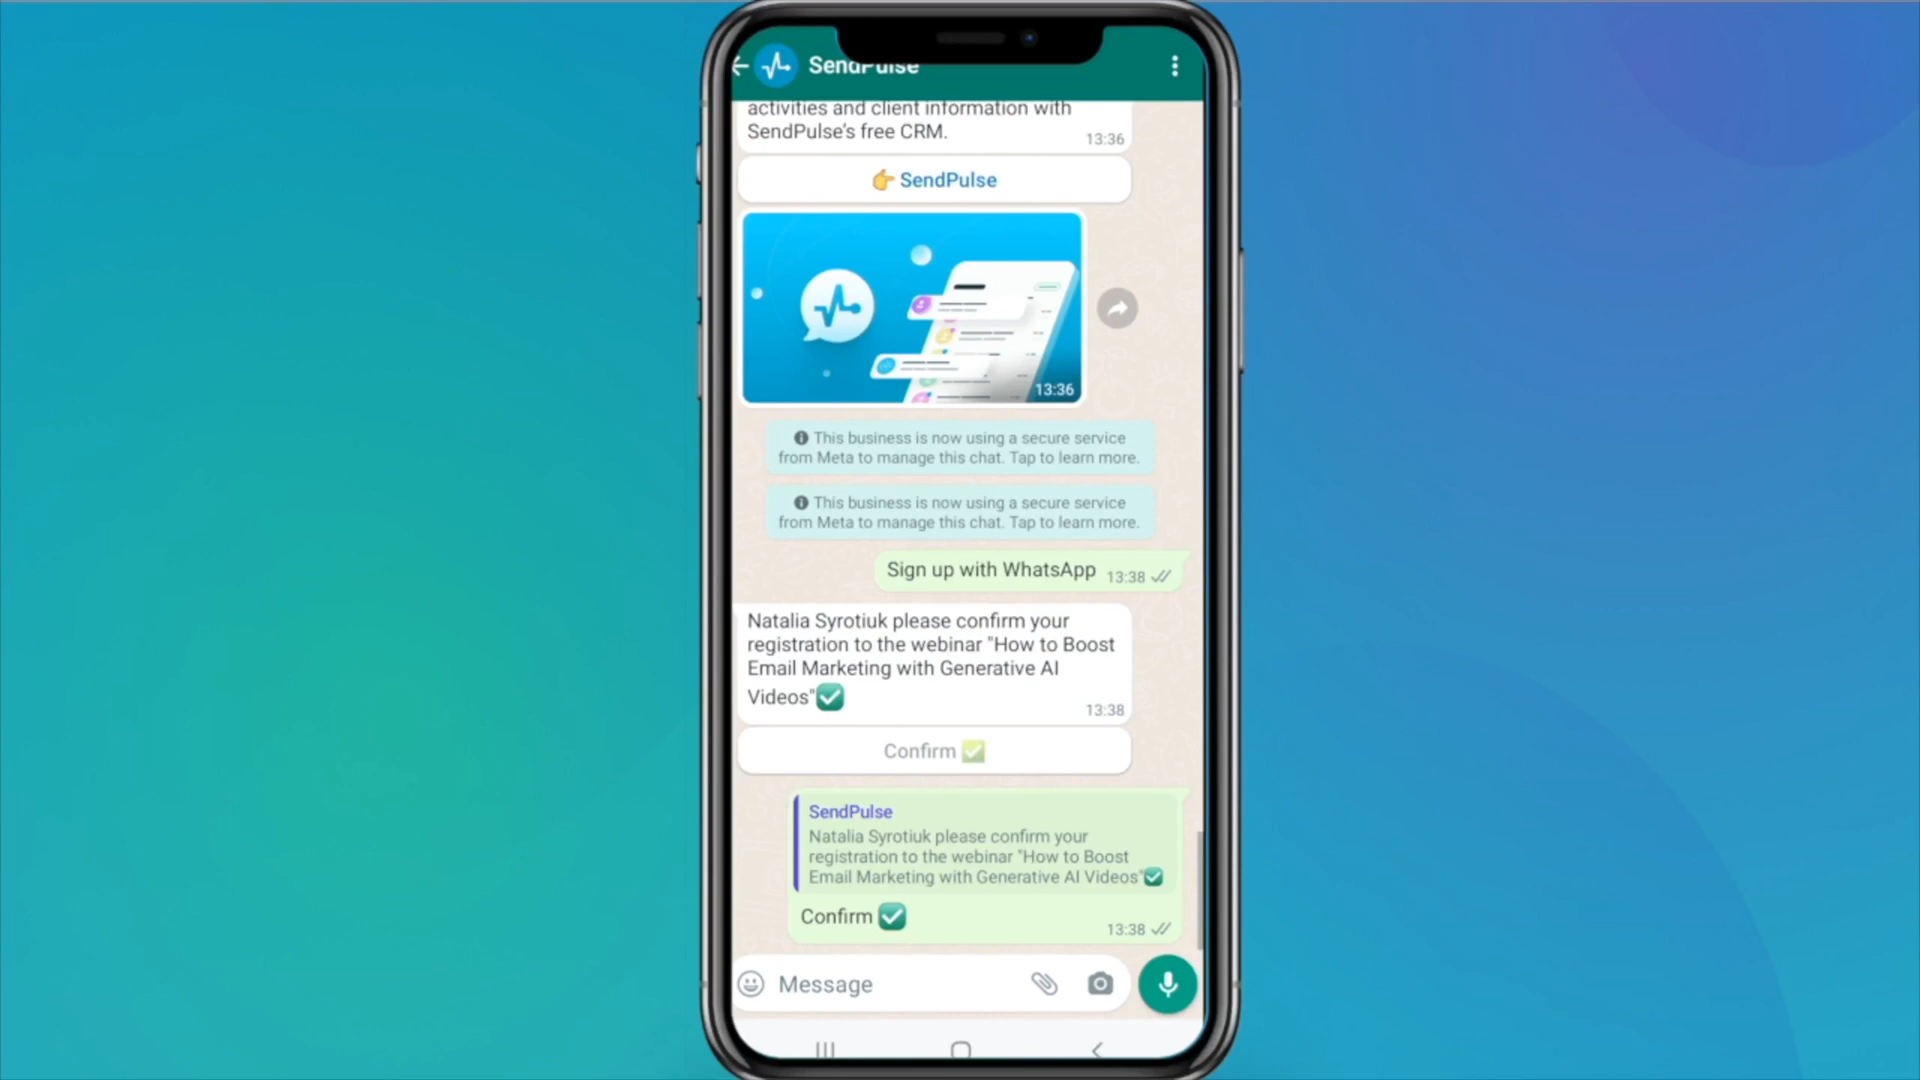 SendPulse
activities and client information with
SendPulse's free CRM.
13:36
👉 SendPulse
13:36
This business is now using a secure service
from Meta to manage this chat. Tap to learn more.
This business is now using a secure service
from Meta to manage this chat. Tap to learn more.
Sign up with WhatsApp 13:38
Natalia Syrotiuk please confirm your
registration to the webinar "How to Boost
Email Marketing with Generative AI
Videos"✅
13:38
Confirm ✅
SendPulse
Natalia Syrotiuk please confirm your
registration to the webinar "How to Boost
Email Marketing with Generative AI Videos"✅
Confirm ✅
13:38
Message